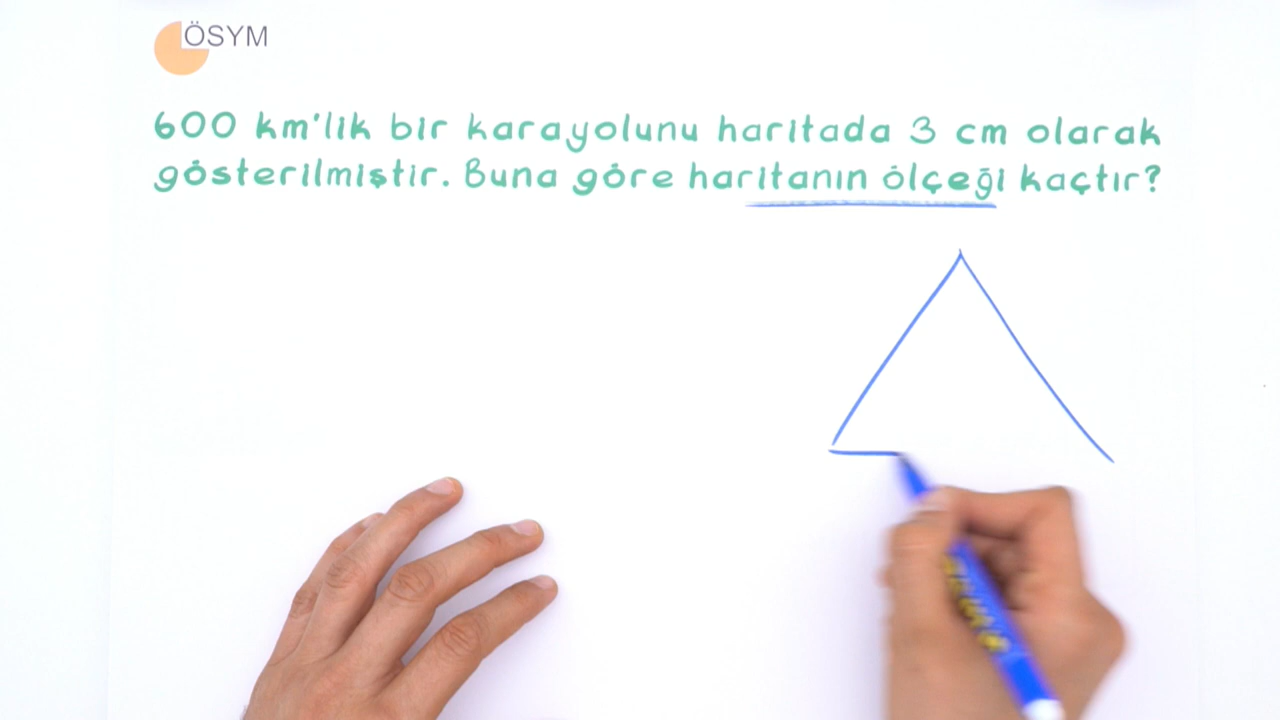 ÖSYM
600 km'lik bir karayolunu haritada 3 cm olarak
gösterilmiştir. Buna göre haritanın ölçeği kaçtır?